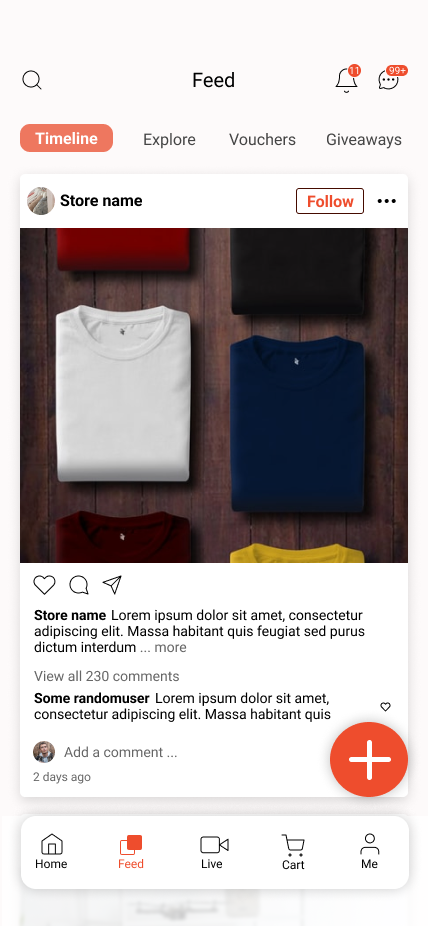 Feed
11
99+
Timeline
Explore
Vouchers
Giveaways
Store name
Follow
Store name Lorem ipsum dolor sit amet, consectetur
adipiscing elit. Massa habitant quis feugiat sed purus
dictum interdum ... more
View all 230 comments
Some randomuser Lorem ipsum dolor sit amet,
consectetur adipiscing elit. Massa habitant quis
Add a comment ...
2 days ago
Home
Feed
Live
Cart
Me